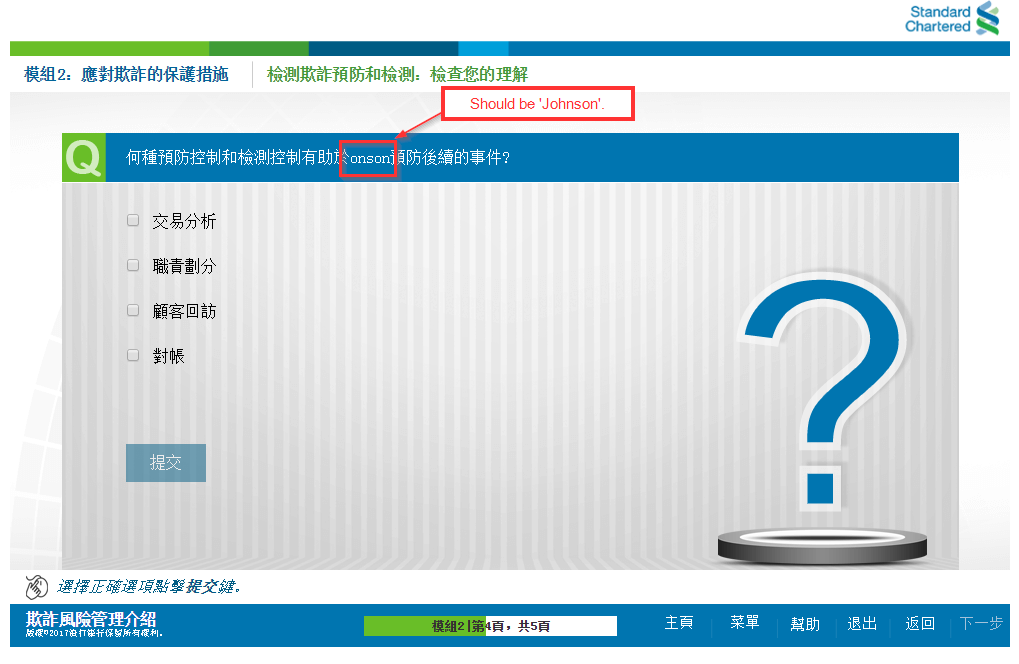 Standard
Chartered
模組2：應對欺詐的保護措施
檢測欺詐預防和檢測：檢查您的理解
Should be 'Johnson'.
Q
何種預防控制和檢測控制有助於onson預防後續的事件?
交易分析
職責劃分
顧客回訪
對帳
提交
選擇正確選項點擊提交鍵。
欺詐風險管理介紹
版權©2017渣打銀行保留所有權利。
模組2|第4頁，共5頁
主頁
菜單
幫助
退出
返回
下一步